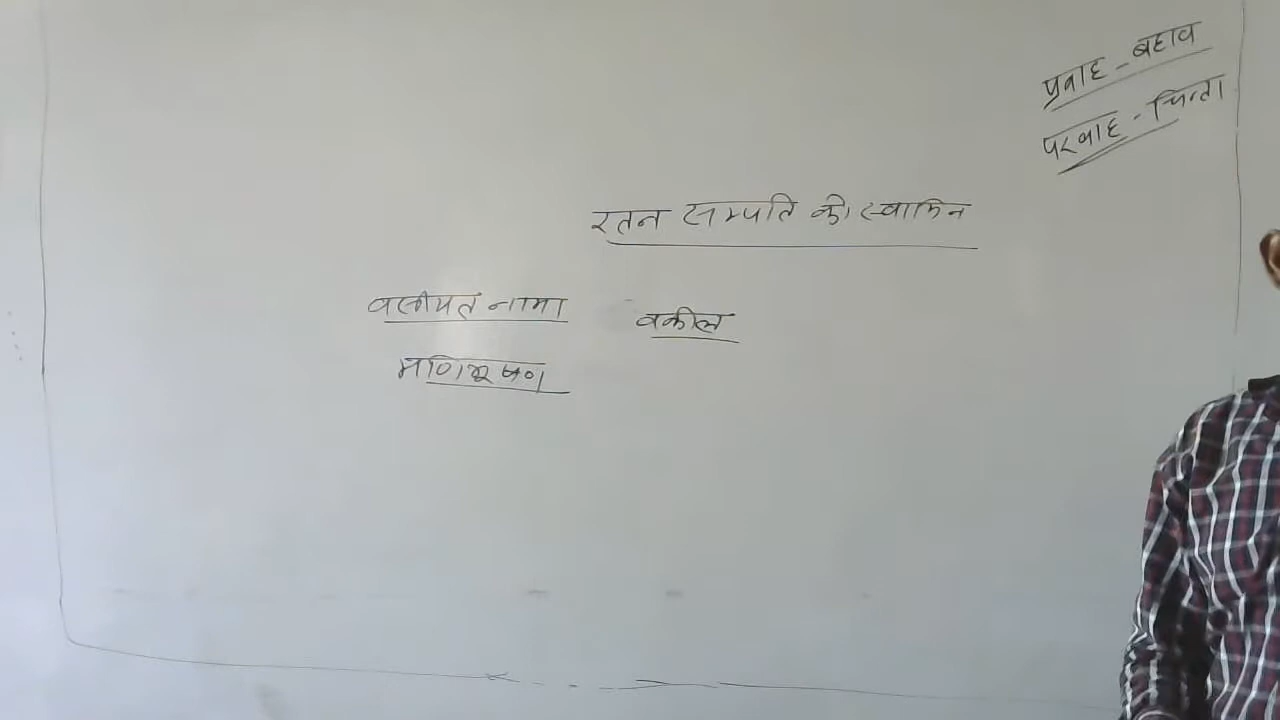 प्रवाह - बहाव
परवाह - चिन्ता
रतन सम्पति की स्वामिन
वसीयत नामा वकील
मणिभूषण